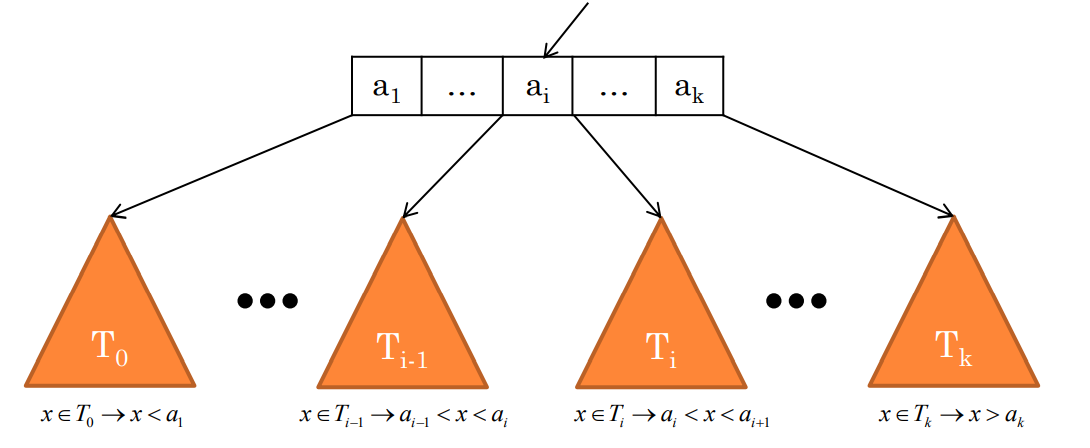 a₁ ... aᵢ ... aₖ
T₀ Tᵢ₋₁ Tᵢ Tₖ
x ∈ T₀ → x < a₁ x ∈ Tᵢ₋₁ → aᵢ₋₁ < x < aᵢ x ∈ Tᵢ → aᵢ < x < aᵢ₊₁ x ∈ Tₖ → x > aₖ